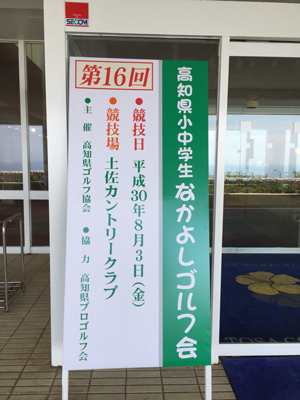 SECOM
第16回
高知県小中学生 なかよしゴルフ会
●競技日 平成30年8月3日(金)
●競技場 土佐カントリークラブ
●主 催 高知県ゴルフ協会 ●協 力 高知県プロゴルフ会
TOSA